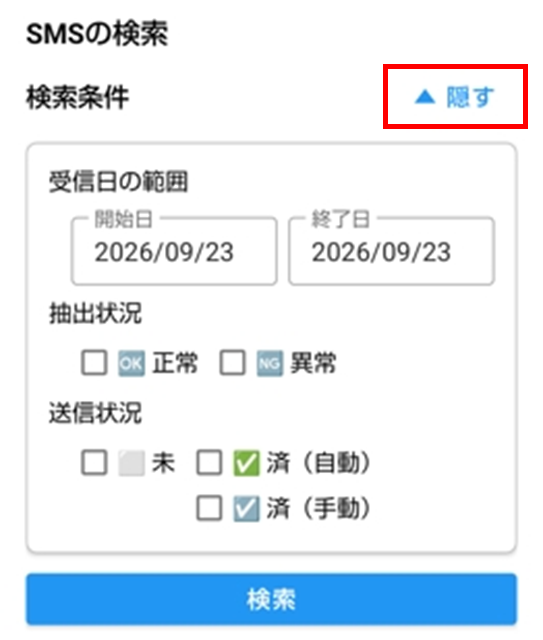 SMSの検索
検索条件 ▲ 隠す
受信日の範囲
開始日 終了日
2026/09/23 2026/09/23
抽出状況
OK 正常 NG 異常
送信状況
未 済（自動）
済（手動）
検索